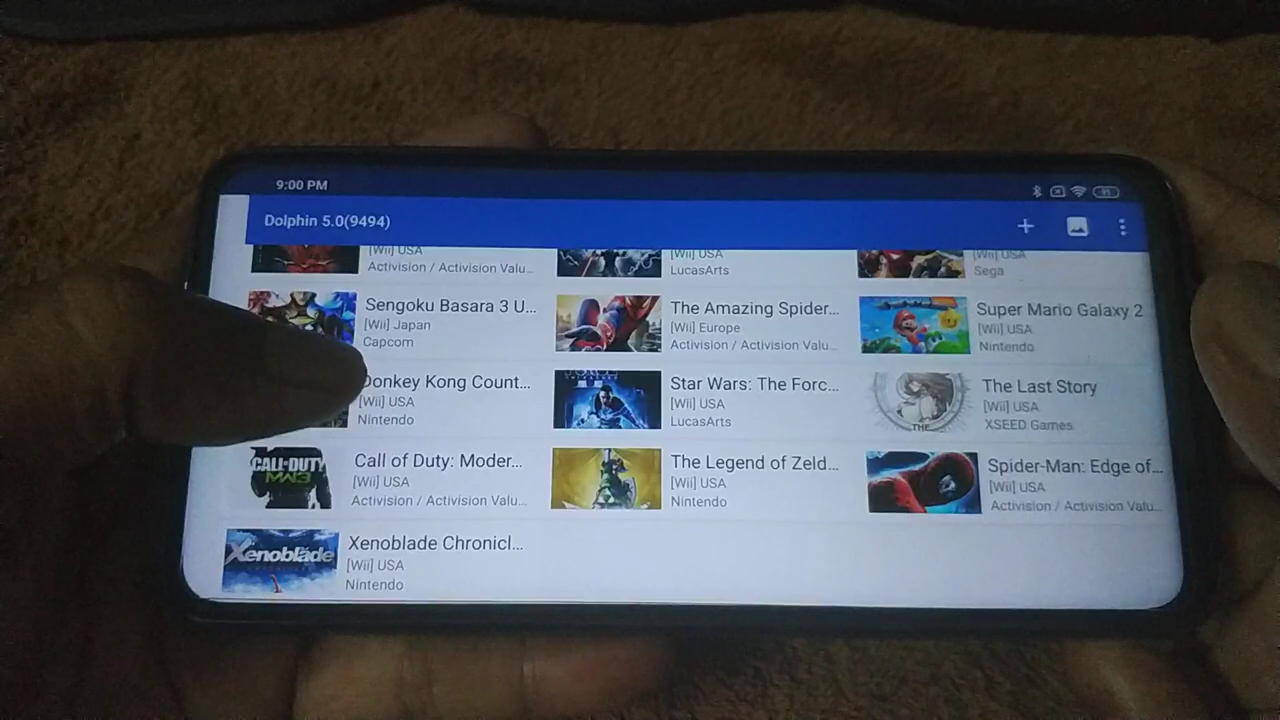 9:00 PM
91
Dolphin 5.0(9494)
[Wii] USA
Activision / Activision Valu...
[Wii] USA
LucasArts
[Wii] USA
Sega
Sengoku Basara 3 U...
[Wii] Japan
Capcom
The Amazing Spider...
[Wii] Europe
Activision / Activision Valu...
Super Mario Galaxy 2
[Wii] USA
Nintendo
Donkey Kong Count...
[Wii] USA
Nintendo
Star Wars: The Forc...
[Wii] USA
LucasArts
THE
The Last Story
[Wii] USA
XSEED Games
CALL OF DUTY
MW3
Call of Duty: Moder...
[Wii] USA
Activision / Activision Valu...
The Legend of Zeld...
[Wii] USA
Nintendo
Spider-Man: Edge of...
[Wii] USA
Activision / Activision Valu...
Xenoblade
Xenoblade Chronicl...
[Wii] USA
Nintendo